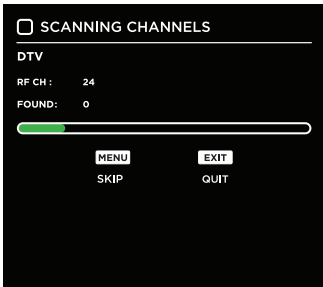 SCANNING CHANNELS
DTV
RF CH : 24
FOUND: 0
MENU EXIT
SKIP QUIT